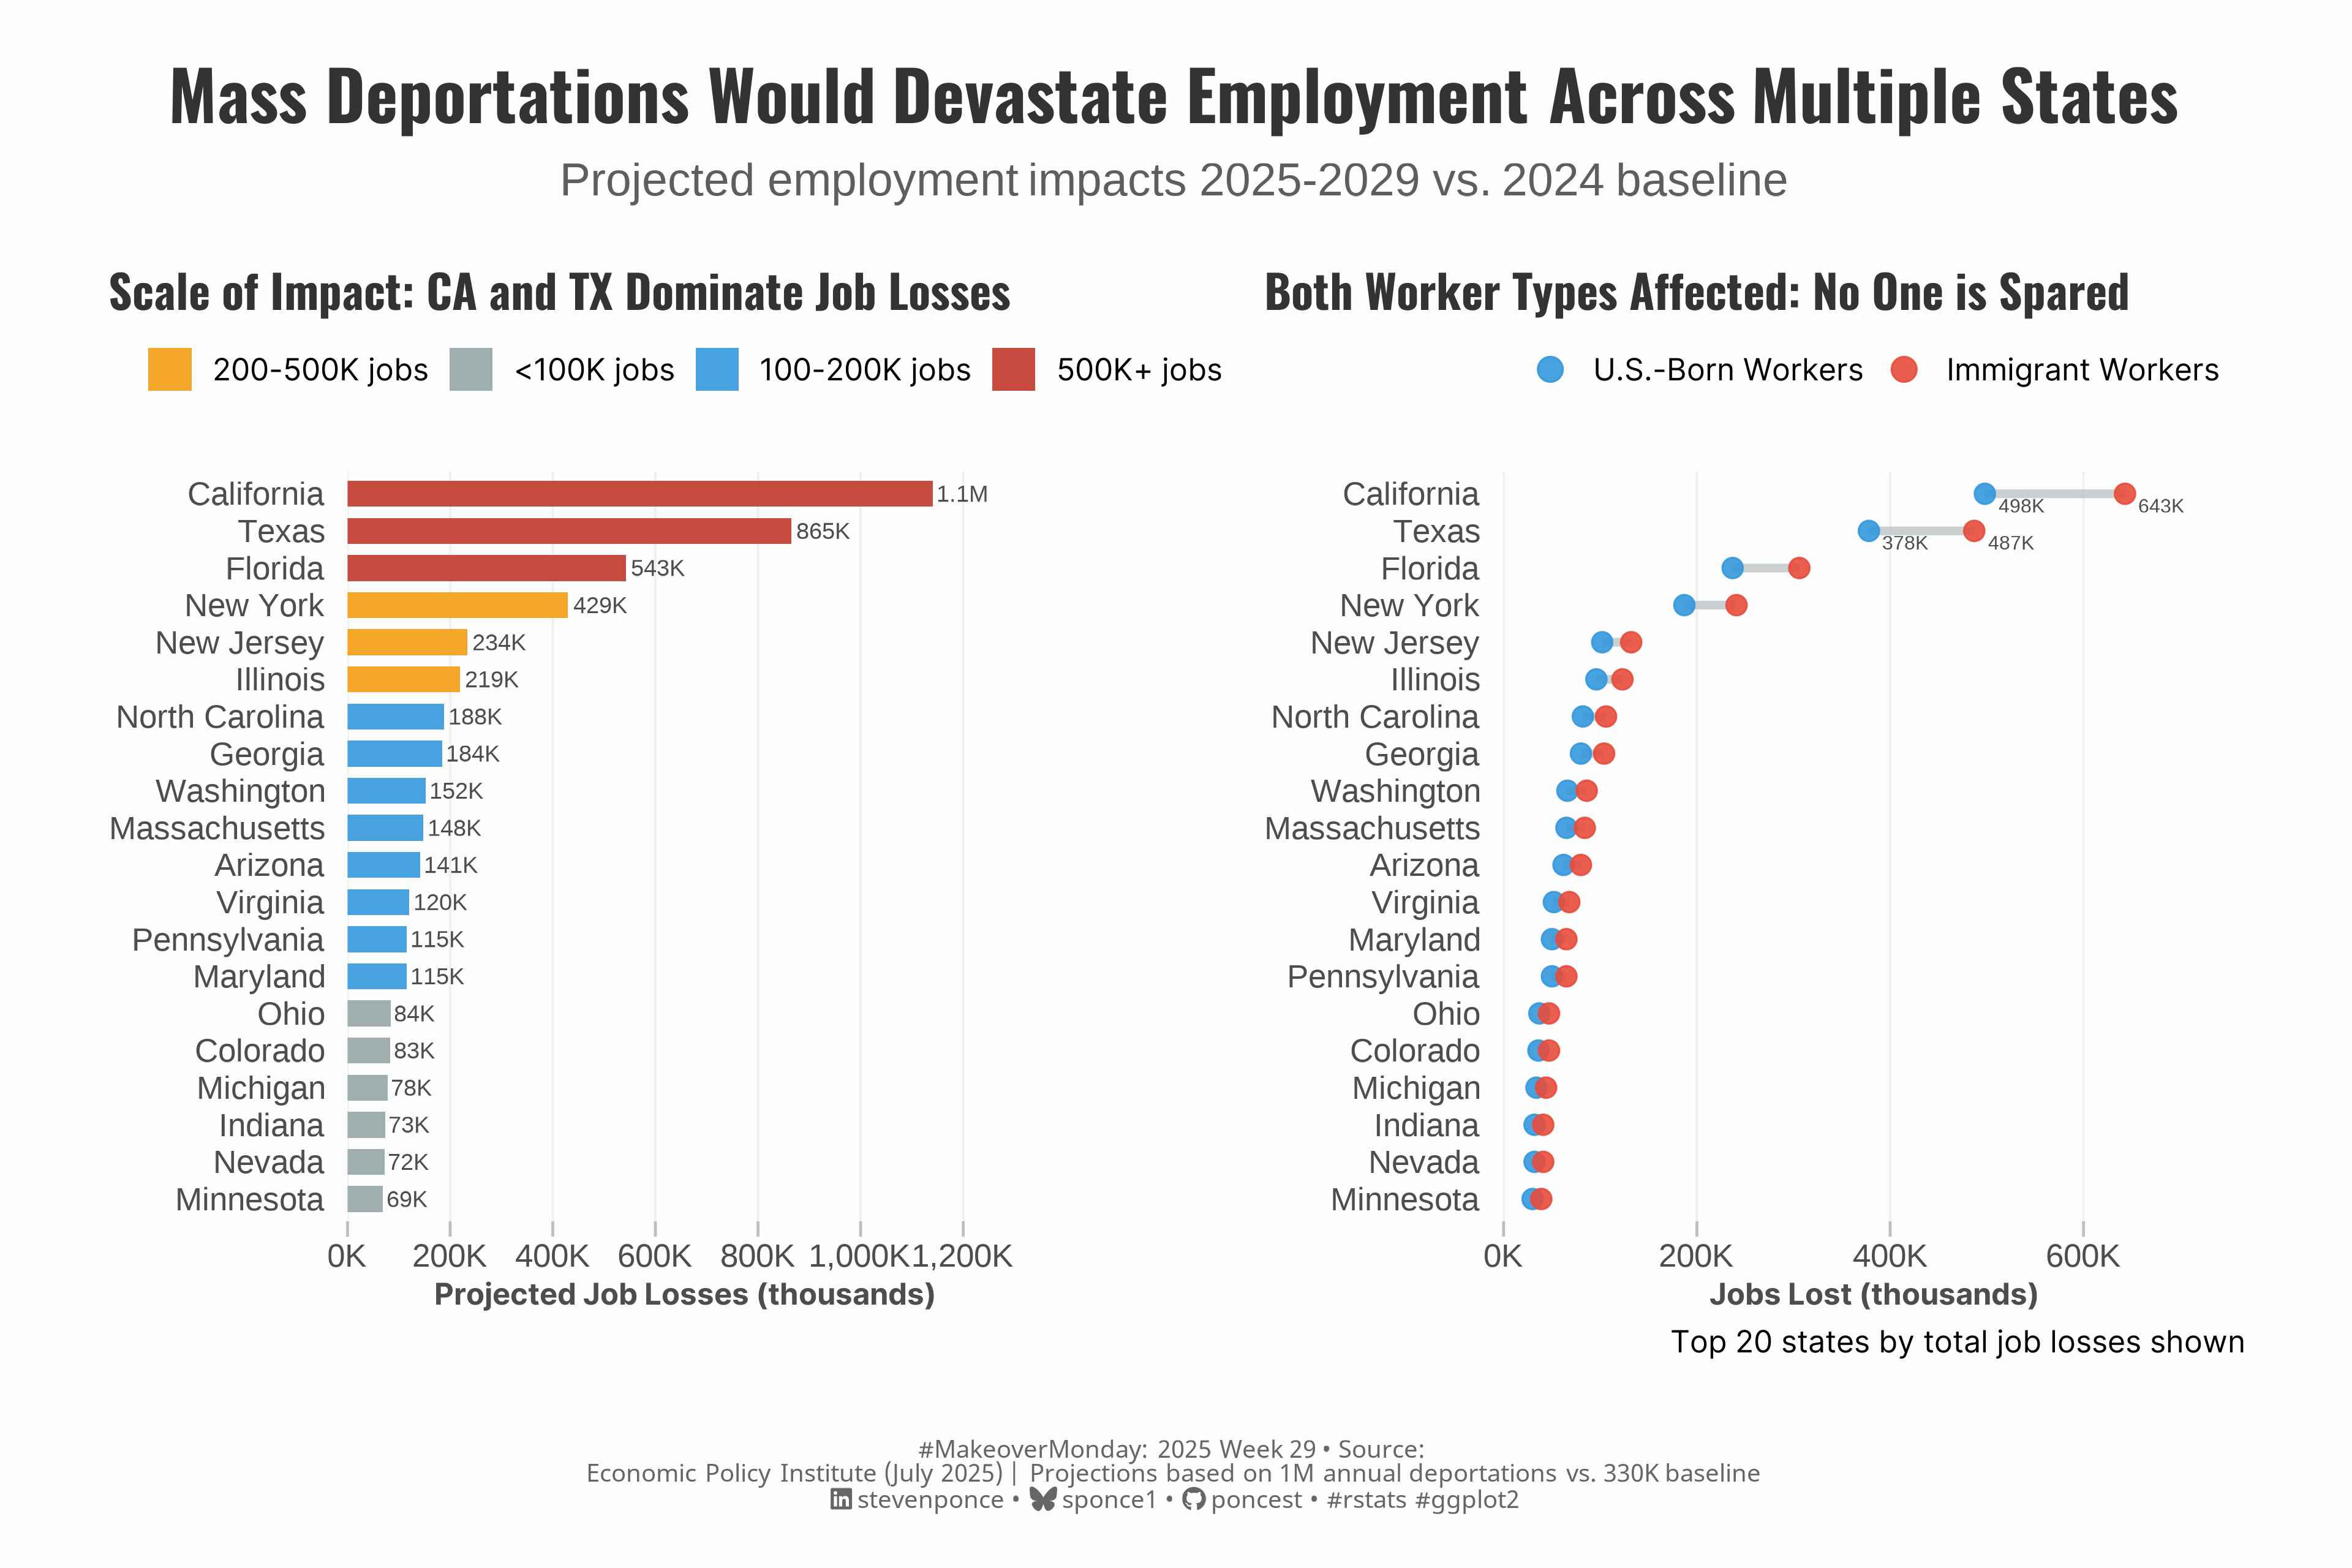 Mass Deportations Would Devastate Employment Across Multiple States
Projected employment impacts 2025-2029 vs. 2024 baseline
Scale of Impact: CA and TX Dominate Job Losses
200-500K jobs
<100K jobs
100-200K jobs
500K+ jobs
California 1.1M
Texas 865K
Florida 543K
New York 429K
New Jersey 234K
Illinois 219K
North Carolina 188K
Georgia 184K
Washington 152K
Massachusetts 148K
Arizona 141K
Virginia 120K
Pennsylvania 115K
Maryland 115K
Ohio 84K
Colorado 83K
Michigan 78K
Indiana 73K
Nevada 72K
Minnesota 69K
0K 200K 400K 600K 800K 1,000K 1,200K
Projected Job Losses (thousands)
Both Worker Types Affected: No One is Spared
U.S.-Born Workers
Immigrant Workers
California 498K 643K
Texas 378K 487K
Florida
New York
New Jersey
Illinois
North Carolina
Georgia
Washington
Massachusetts
Arizona
Virginia
Maryland
Pennsylvania
Ohio
Colorado
Michigan
Indiana
Nevada
Minnesota
0K 200K 400K 600K
Jobs Lost (thousands)
Top 20 states by total job losses shown
#MakeoverMonday: 2025 Week 29 • Source:
Economic Policy Institute (July 2025) | Projections based on 1M annual deportations vs. 330K baseline
in stevenponce • sponce1 • poncest • #rstats #ggplot2